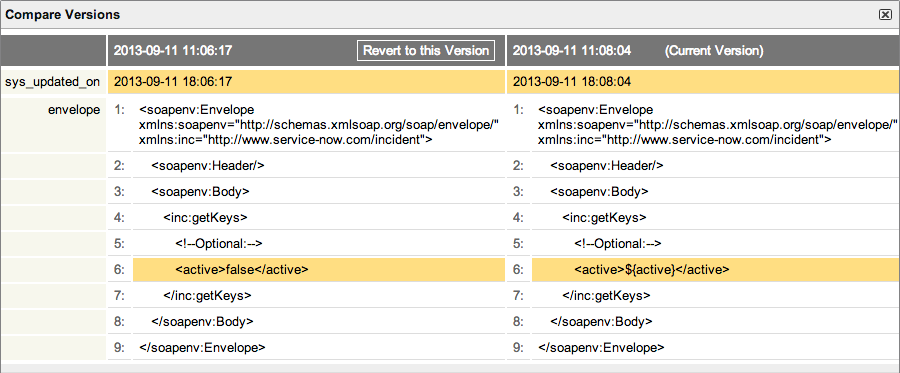 Compare Versions
2013-09-11 11:06:17 Revert to this Version 2013-09-11 11:08:04 (Current Version)
sys_updated_on 2013-09-11 18:06:17 2013-09-11 18:08:04
envelope 1: <soapenv:Envelope 1: <soapenv:Envelope
xmlns:soapenv="http://schemas.xmlsoap.org/soap/envelope/" xmlns:soapenv="http://schemas.xmlsoap.org/soap/envelope/"
xmlns:inc="http://www.service-now.com/incident"> xmlns:inc="http://www.service-now.com/incident">
2: <soapenv:Header/> 2: <soapenv:Header/>
3: <soapenv:Body> 3: <soapenv:Body>
4: <inc:getKeys> 4: <inc:getKeys>
5: <!--Optional:--> 5: <!--Optional:-->
6: <active>false</active> 6: <active>${active}</active>
7: </inc:getKeys> 7: </inc:getKeys>
8: </soapenv:Body> 8: </soapenv:Body>
9: </soapenv:Envelope> 9: </soapenv:Envelope>